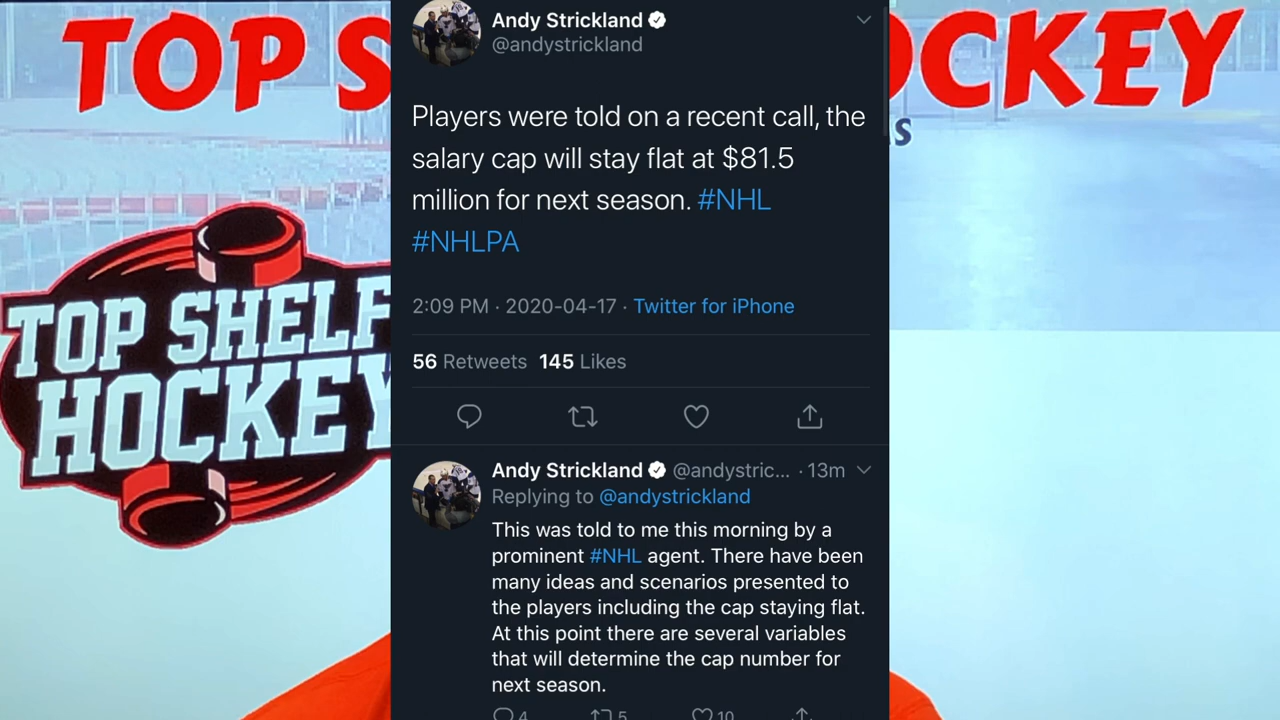 TOP S
OCKEY
S
TOP SHELF
HOCKEY
Andy Strickland
@andystrickland
Players were told on a recent call, the
salary cap will stay flat at $81.5
million for next season. #NHL
#NHLPA
2:09 PM · 2020-04-17 · Twitter for iPhone
56 Retweets 145 Likes
Andy Strickland @andystric... · 13m
Replying to @andystrickland
This was told to me this morning by a
prominent #NHL agent. There have been
many ideas and scenarios presented to
the players including the cap staying flat.
At this point there are several variables
that will determine the cap number for
next season.
4 5 10